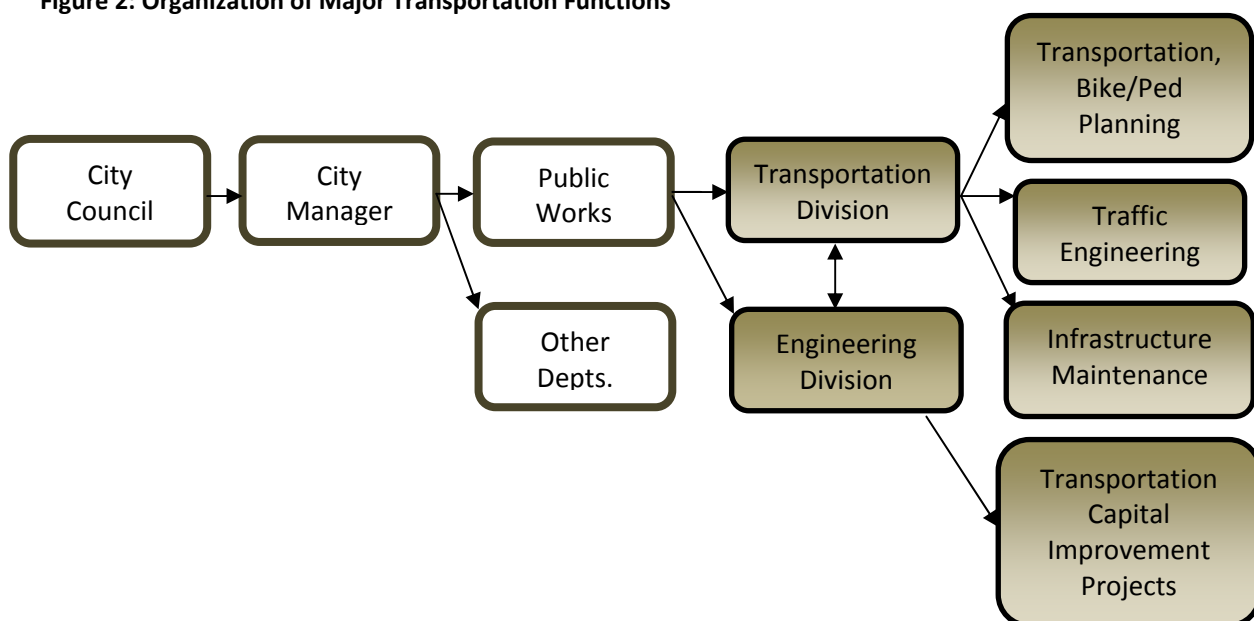 Figure 2: Organization of Major Transportation Functions
City
Council
City
Manager
Public
Works
Other
Depts.
Transportation
Division
Engineering
Division
Transportation,
Bike/Ped
Planning
Traffic
Engineering
Infrastructure
Maintenance
Transportation
Capital
Improvement
Projects